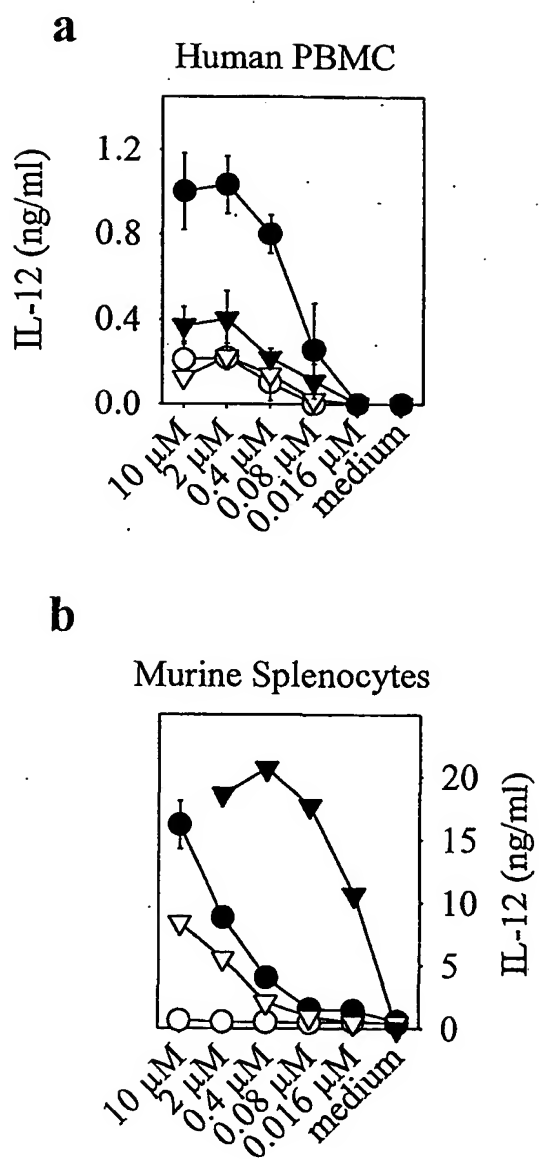 a
Human PBMC
IL-12 (ng/ml)
1.2
0.8
0.4
0.0
10 µM
2 µM
0.4 µM
0.08 µM
0.016 µM
medium
b
Murine Splenocytes
20
15
10
5
0
IL-12 (ng/ml)
10 µM
2 µM
0.4 µM
0.08 µM
0.016 µM
medium